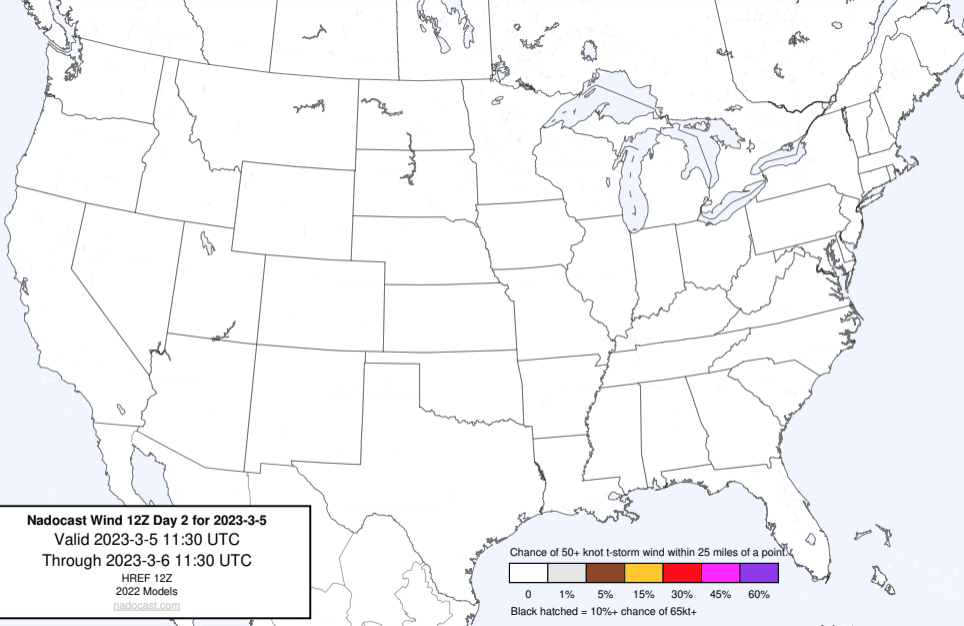 Nadocast Wind 12Z Day 2 for 2023-3-5
Valid 2023-3-5 11:30 UTC
Through 2023-3-6 11:30 UTC
HREF 12Z
2022 Models
nadocast.com
Chance of 50+ knot t-storm wind within 25 miles of a point.
0 1% 5% 15% 30% 45% 60%
Black hatched = 10%+ chance of 65kt+